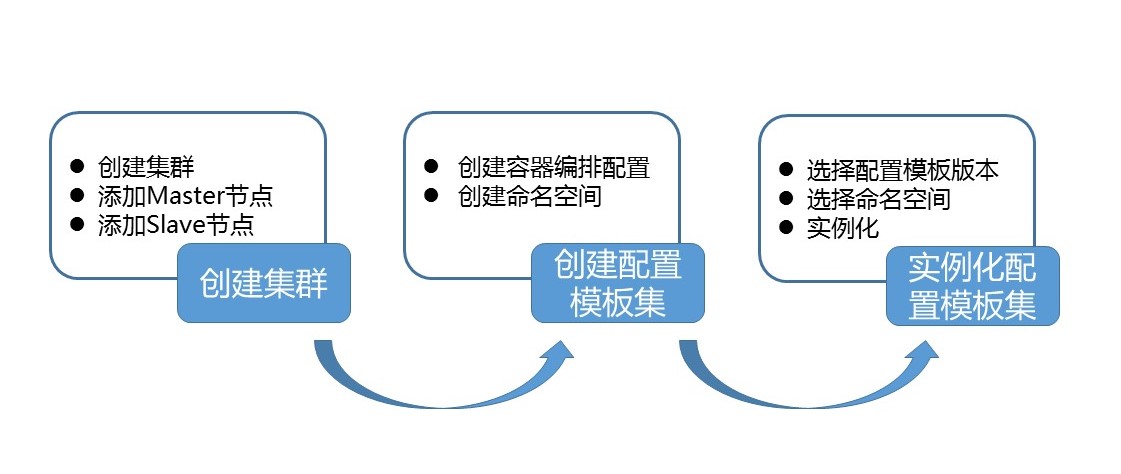 创建集群
添加Master节点
添加Slave节点
创建集群
创建容器编排配置
创建命名空间
创建配置
模板集
选择配置模板版本
选择命名空间
实例化
实例化配
置模板集